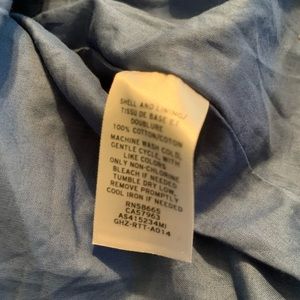 SHELL AND LINING/
TISSU DE BASE ET
DOUBLURE
100% COTTON/COTON
MACHINE WASH COLD,
GENTLE CYCLE, WITH
LIKE COLORS
ONLY NON-CHLORINE
BLEACH IF NEEDED
TUMBLE DRY LOW,
REMOVE PROMPTLY
COOL IRON IF NEEDED
RN58665
CA57963
AS415234MI
GHZ-RTT-A014